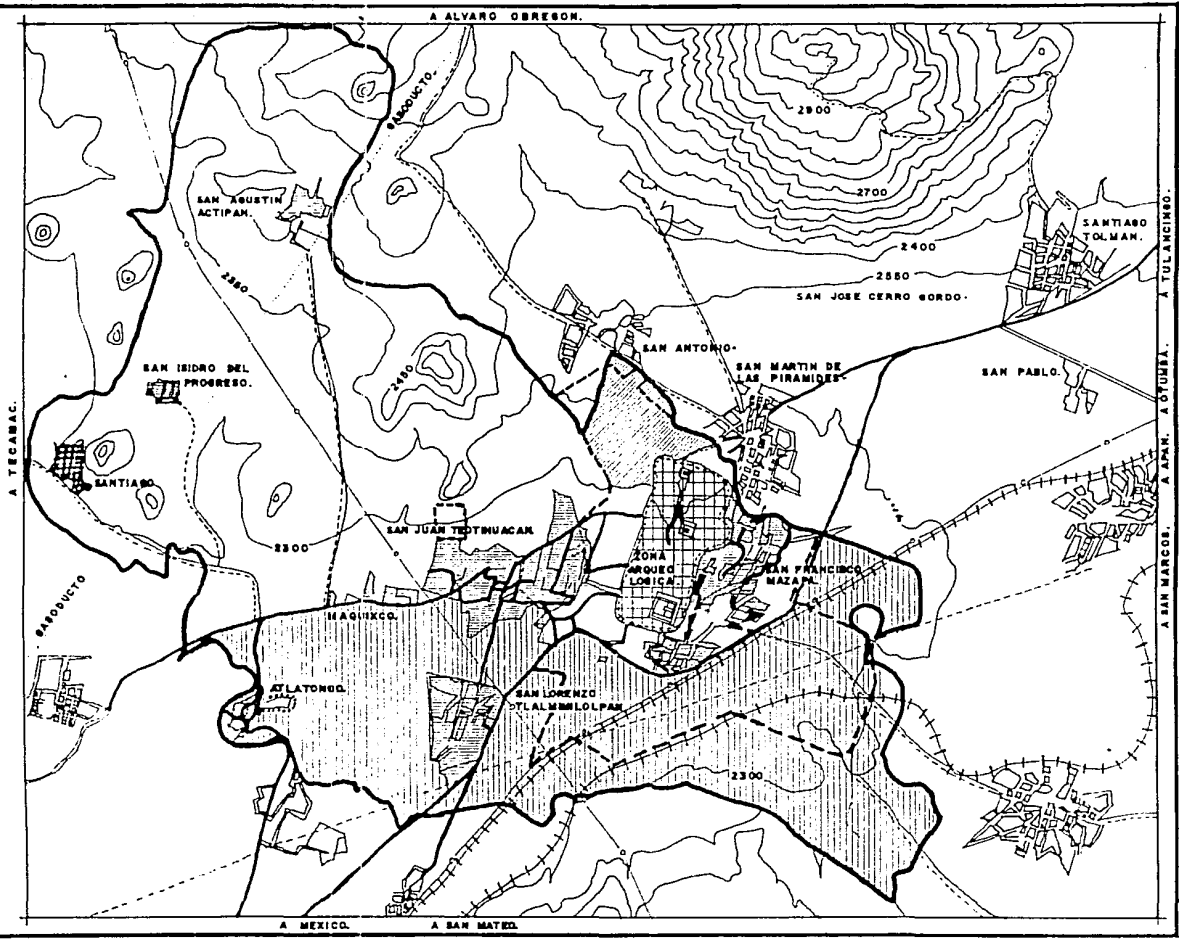 A ALVARO OBREGON.
GASODUCTO.
2900
2700
2400
2550
SAN AGUSTIN
ACTIPAN.
SANTIAGO
TOLMAN.
A TULANCINGO.
2350
SAN JOSE CERRO GORDO.
SAN ANTONIO.
SAN ISIDRO DEL
PROGRESO.
2450
SAN MARTIN DE
LAS PIRAMIDES.
SAN PABLO.
A OTUMBA.
A TECAMAC.
SANTIAGO
A APAN.
SAN JUAN TEOTIHUACAN.
2300
ZONA
ARQUEO
LOGICA.
SAN FRANCISCO
MAZAPA.
A SAN MARCOS.
GASODUCTO
MAQUIXCO.
ATLATONGO.
SAN LORENZO
TLALMIMILOLPAN.
2300
A MEXICO.
A SAN MATEO.